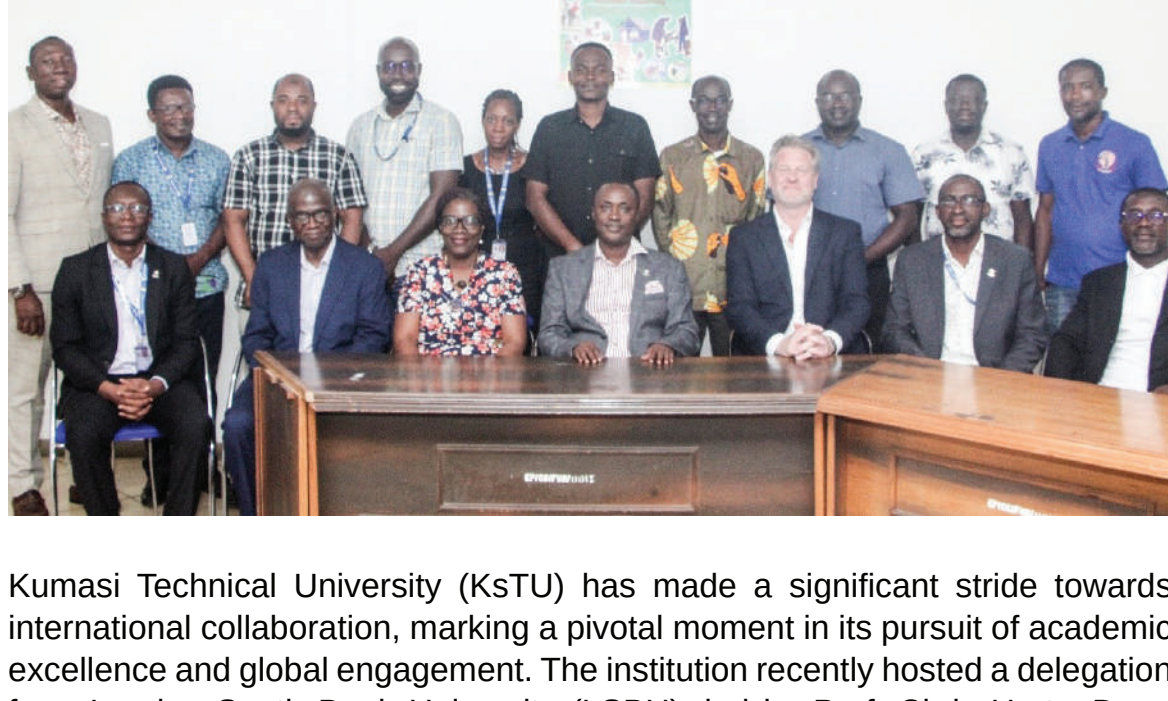 Kumasi Technical University (KsTU) has made a significant stride towards
international collaboration, marking a pivotal moment in its pursuit of academic
excellence and global engagement. The institution recently hosted a delegation